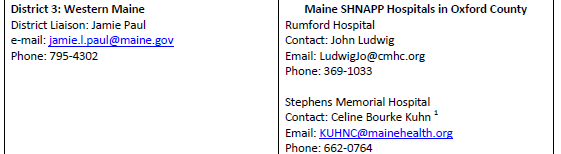 District 3: Western Maine
District Liaison: Jamie Paul
e-mail: jamie.l.paul@maine.gov
Phone: 795-4302
Maine SHNAPP Hospitals in Oxford County
Rumford Hospital
Contact: John Ludwig
Email: LudwigJo@cmhc.org
Phone: 369-1033
Stephens Memorial Hospital
Contact: Celine Bourke Kuhn 1
Email: KUHNC@mainehealth.org
Phone: 662-0764